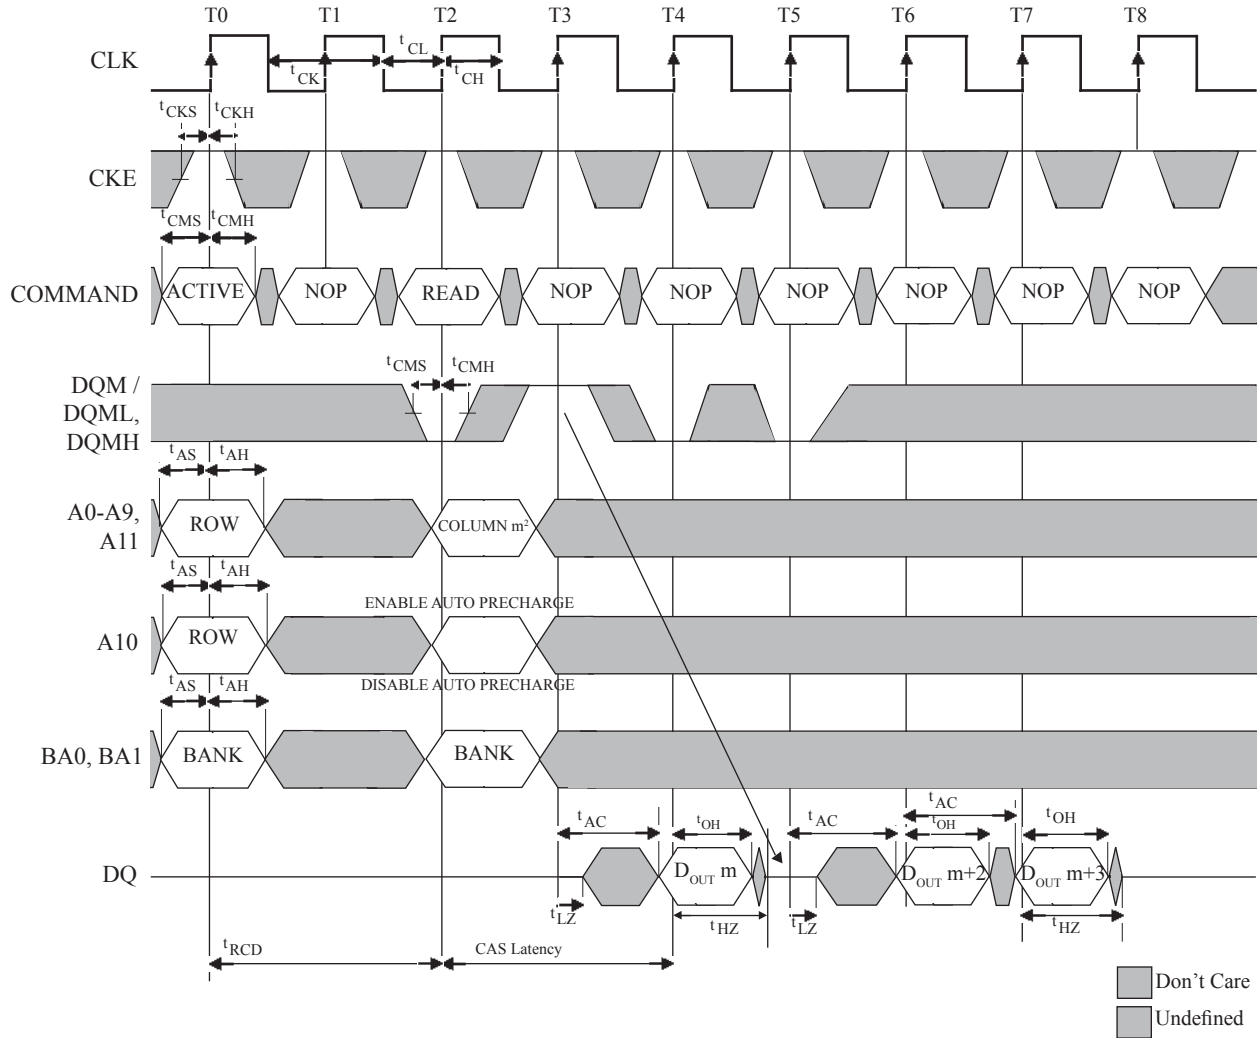 T0 T1 T2 T3 T4 T5 T6 T7 T8
CLK
tCK tCL tCH
tCKS tCKH
CKE
tCMS tCMH
COMMAND ACTIVE NOP READ NOP NOP NOP NOP NOP NOP
tCMS tCMH
DQM /
DQML,
DQMH
tAS tAH
A0-A9,
A11
ROW COLUMN m²
tAS tAH
ENABLE AUTO PRECHARGE
A10 ROW
DISABLE AUTO PRECHARGE
tAS tAH
BA0, BA1 BANK BANK
tAC tOH tAC tAC tOH tOH
DQ DOUT m DOUT m+2 DOUT m+3
tLZ tHZ tLZ tHZ
tRCD CAS Latency
Don't Care
Undefined